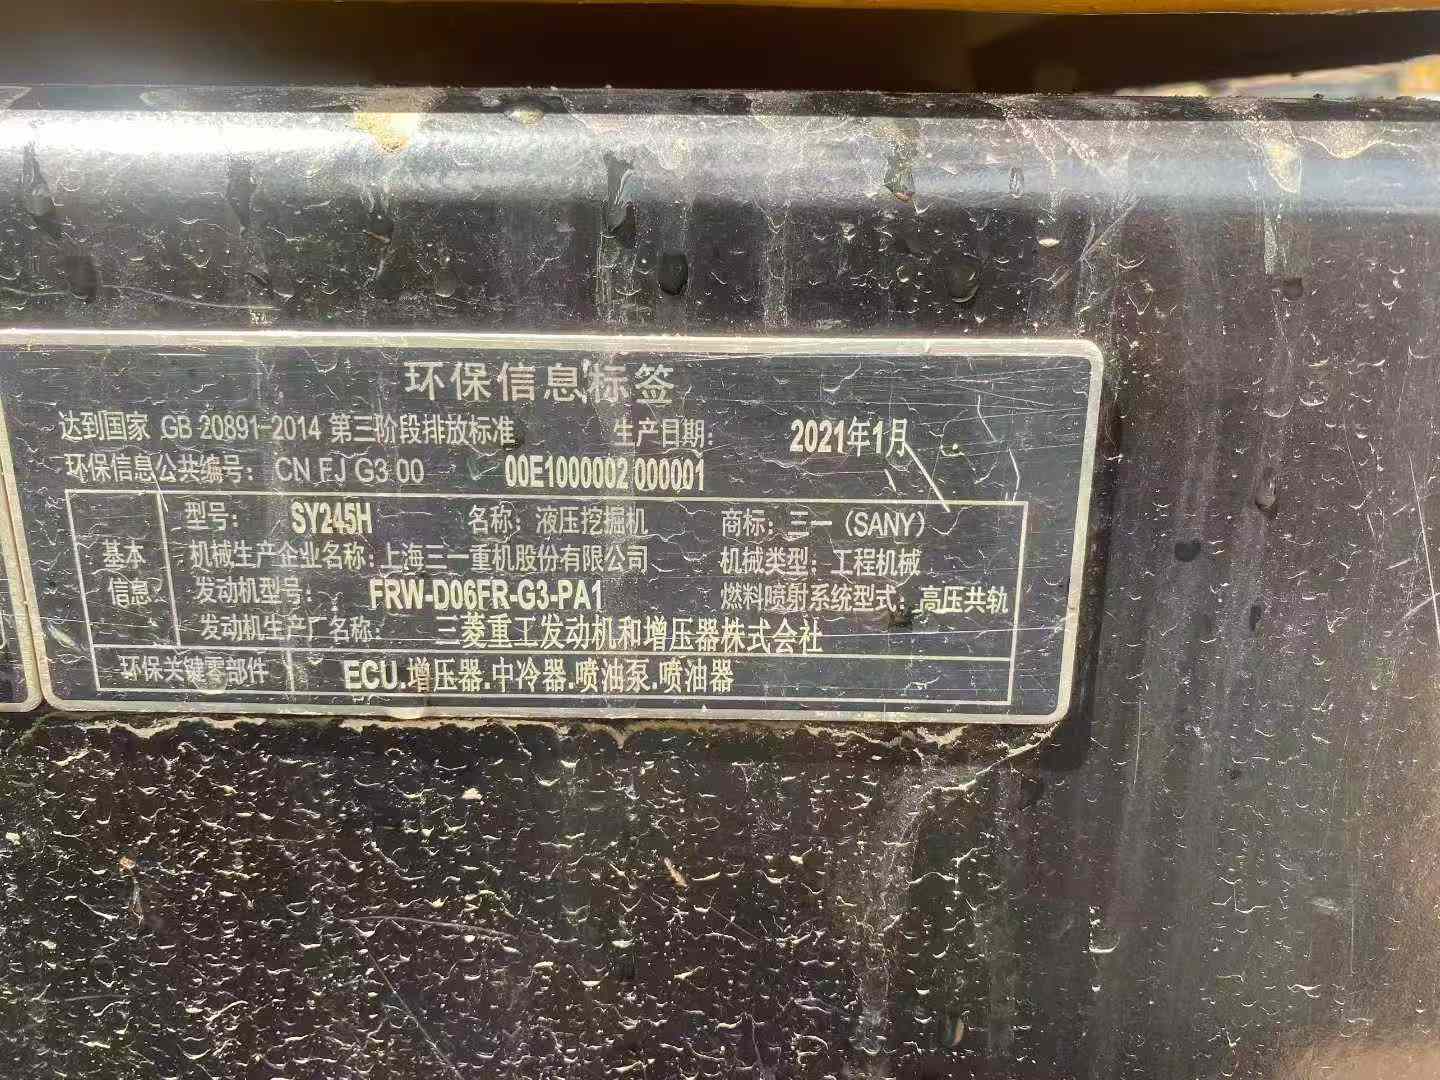 环保信息标签
达到国家 GB 20891-2014 第三阶段排放标准 生产日期： 2021年1月
环保信息公共编号： CN FJ G3 00 00E1000002 000001
基本信息
型号： SY245H 名称：液压挖掘机 商标：三一（SANY）
机械生产企业名称：上海三一重机股份有限公司 机械类型：工程机械
发动机型号： FRW-D06FR-G3-PA1 燃料喷射系统型式：高压共轨
发动机生产厂名称： 三菱重工发动机和增压器株式会社
环保关键零部件 ECU.增压器.中冷器.喷油泵.喷油器